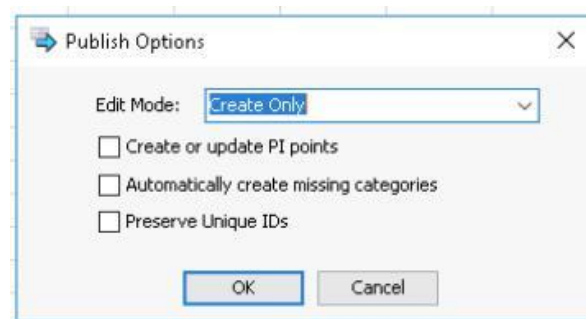 Publish Options
Edit Mode: Create Only
Create or update PI points
Automatically create missing categories
Preserve Unique IDs
OK Cancel